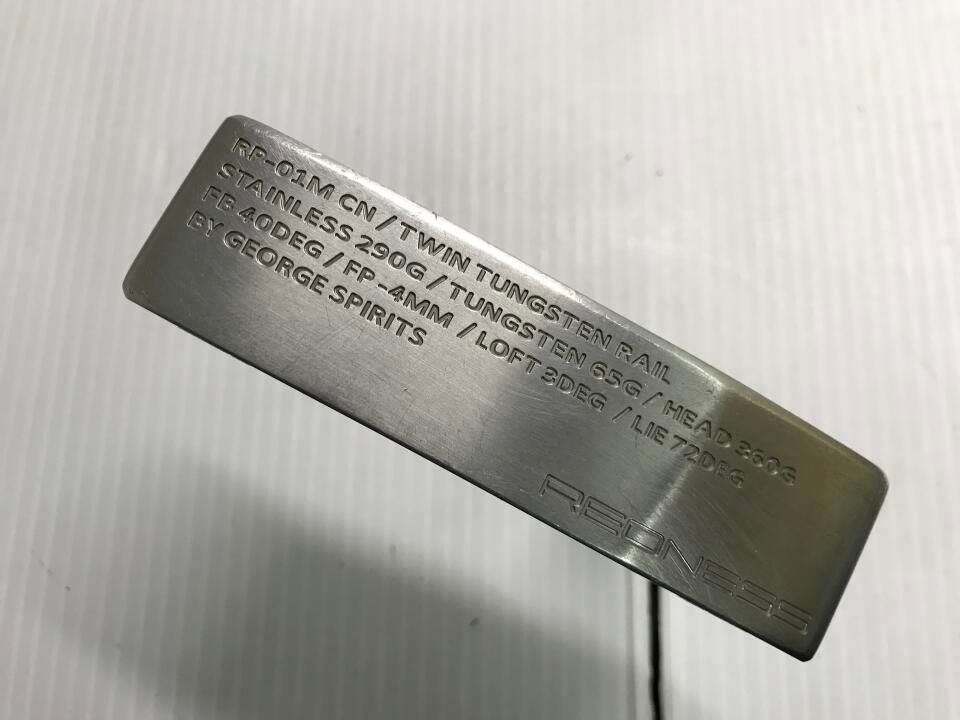 RP-01M CN / TWIN TUNGSTEN RAIL
STAINLESS 290G / TUNGSTEN 65G / HEAD 360G
FB 40DEG / FP -4MM / LOFT 3DEG / LIE 72DEG
BY GEORGE SPIRITS
REDNESS